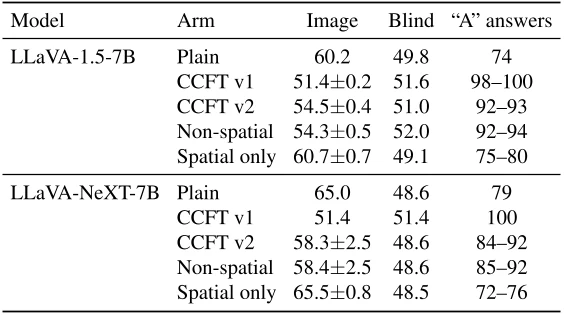 Model Arm Image Blind “A” answers
LLaVA-1.5-7B Plain 60.2 49.8 74
CCFT v1 51.4±0.2 51.6 98–100
CCFT v2 54.5±0.4 51.0 92–93
Non-spatial 54.3±0.5 52.0 92–94
Spatial only 60.7±0.7 49.1 75–80
LLaVA-NeXT-7B Plain 65.0 48.6 79
CCFT v1 51.4 51.4 100
CCFT v2 58.3±2.5 48.6 84–92
Non-spatial 58.4±2.5 48.6 85–92
Spatial only 65.5±0.8 48.5 72–76